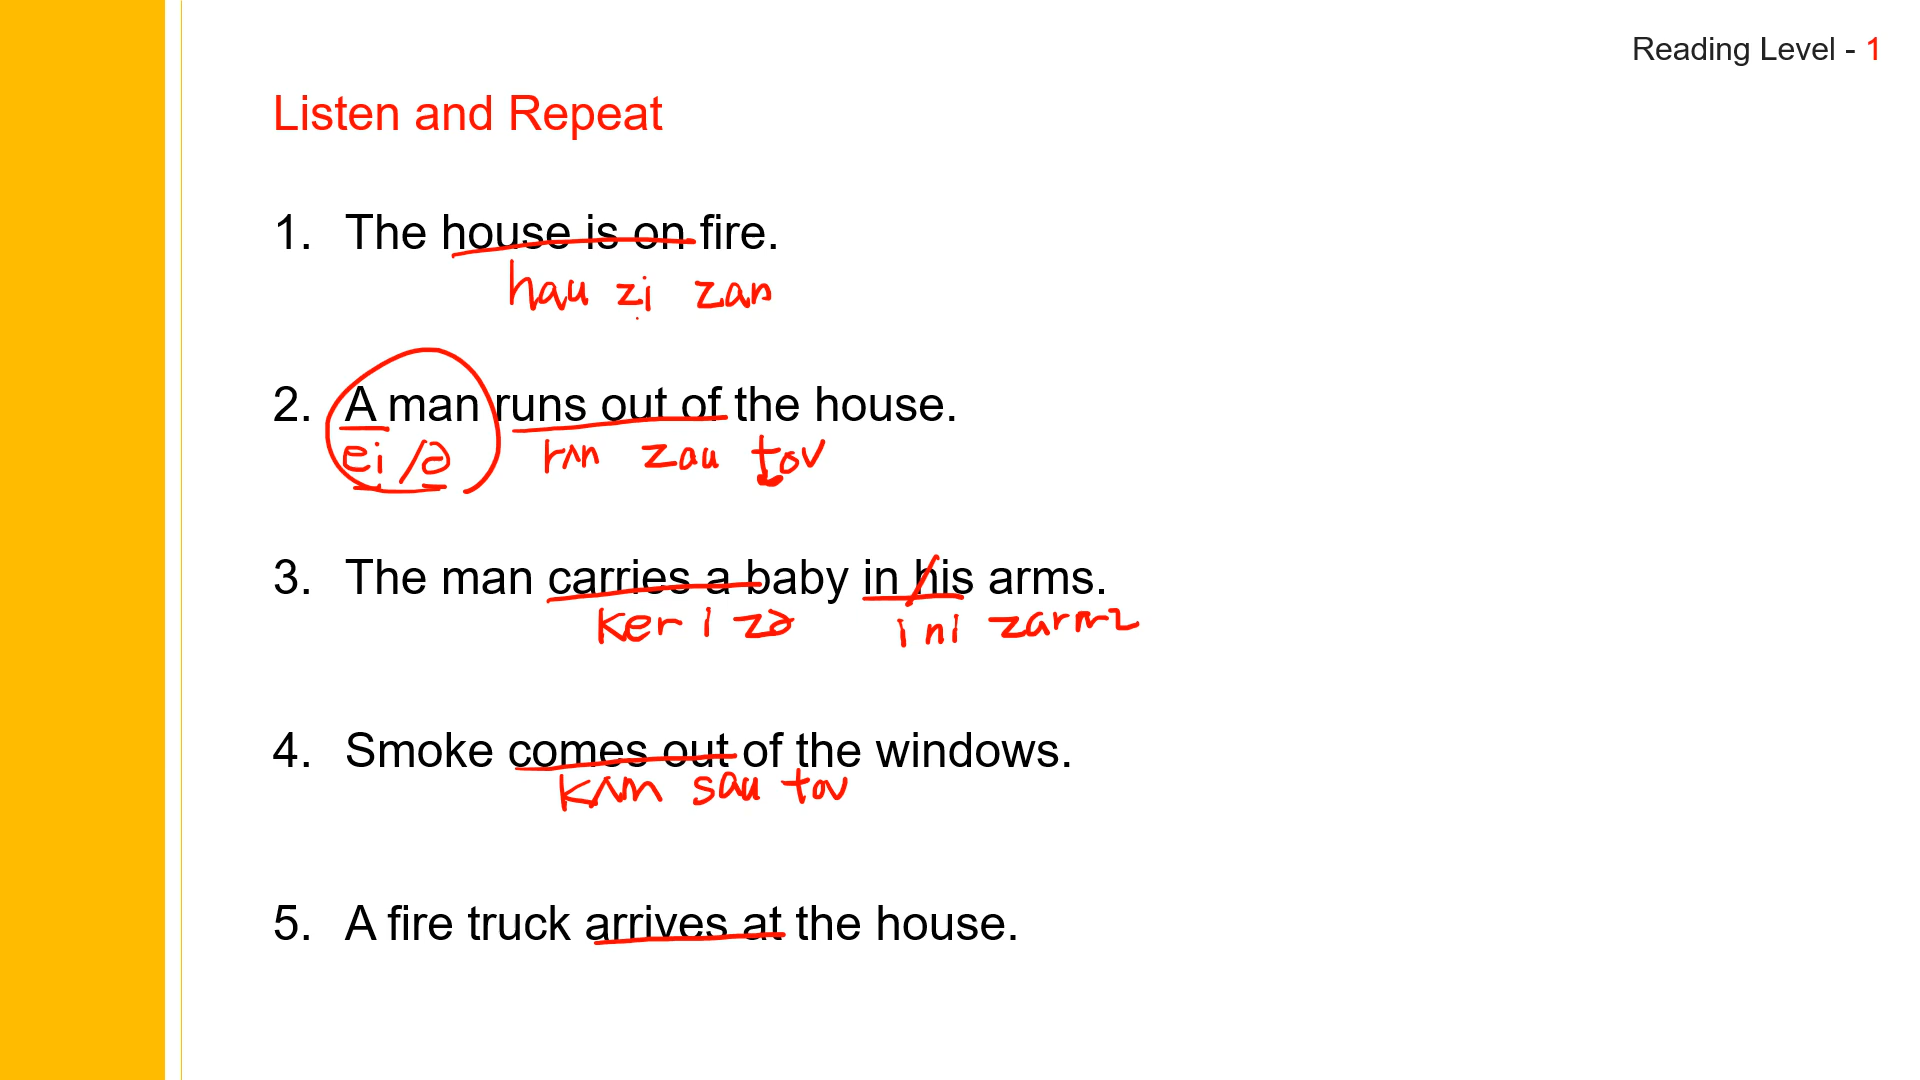 Reading Level - 1
Listen and Repeat
1. The house is on fire.
hau zi zan
2. A man runs out of the house.
ei /ə rʌn zau tov
3. The man carries a baby in his arms.
ker i zə ini zarmz
4. Smoke comes out of the windows.
kʌm sau tov
5. A fire truck arrives at the house.